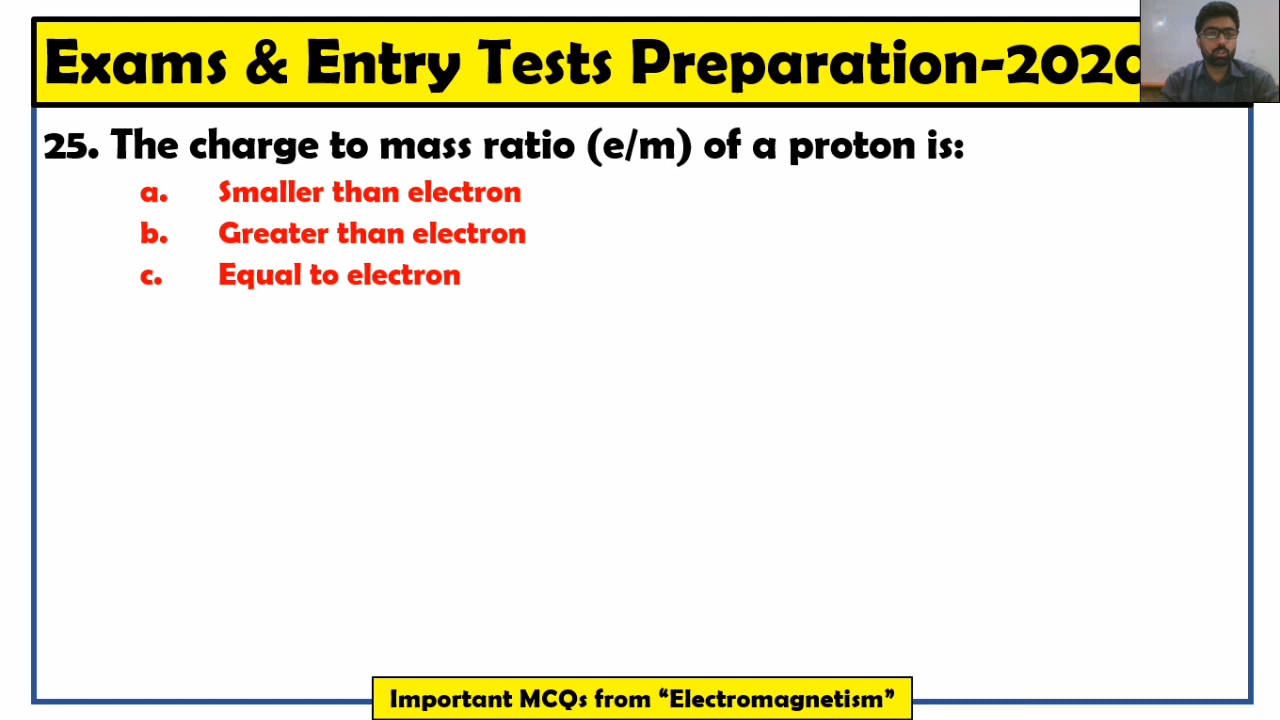 Exams & Entry Tests Preparation-2020
25. The charge to mass ratio (e/m) of a proton is:
a. Smaller than electron
b. Greater than electron
c. Equal to electron
Important MCQs from “Electromagnetism”